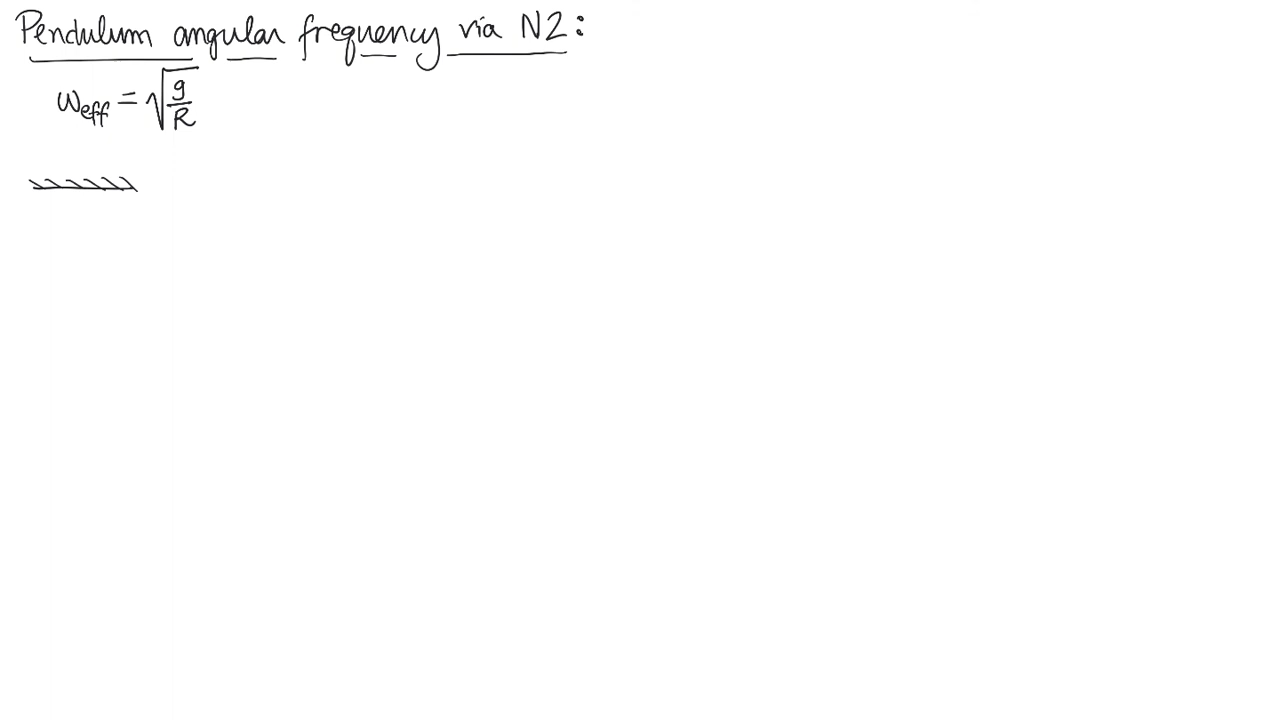 Pendulum angular frequency via N2:
ω_eff = √(g/R)